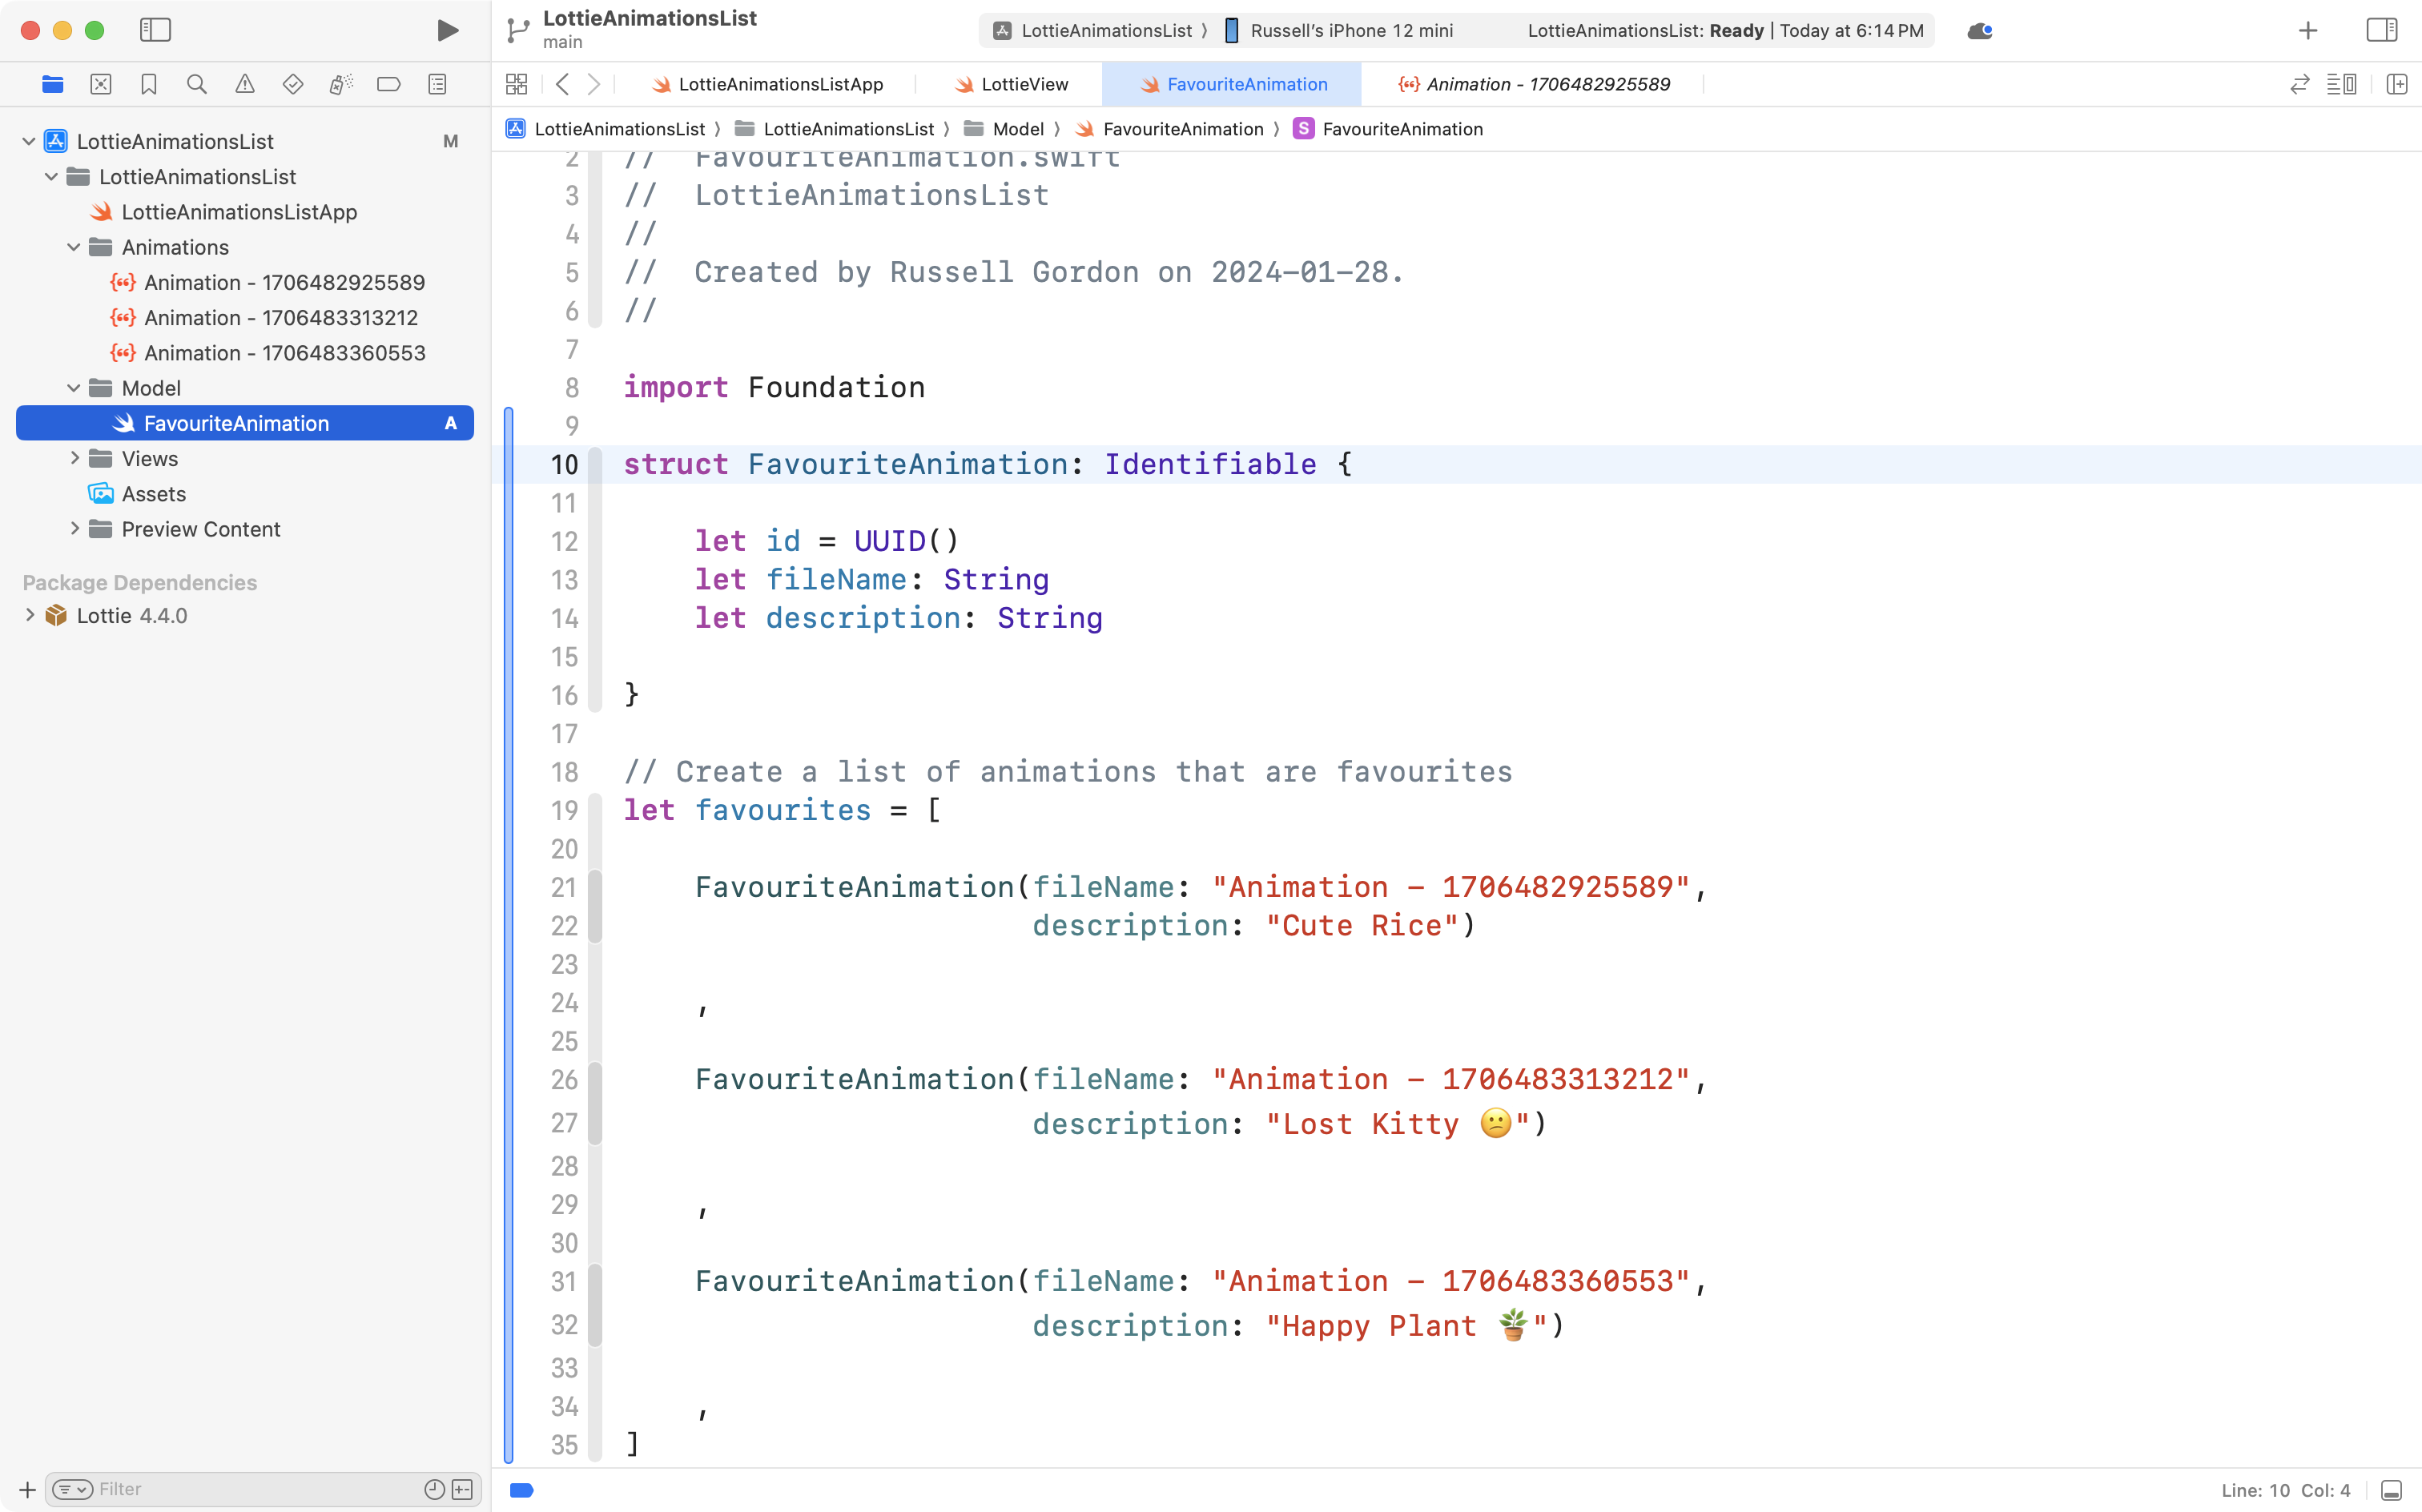 LottieAnimationsList
main
LottieAnimationsList 〉 Russell’s iPhone 12 mini
LottieAnimationsList: Ready | Today at 6:14 PM
LottieAnimationsListApp
LottieView
FavouriteAnimation
Animation - 1706482925589
LottieAnimationsList 〉 LottieAnimationsList 〉 Model 〉 FavouriteAnimation 〉 S FavouriteAnimation
LottieAnimationsList M
LottieAnimationsList
LottieAnimationsListApp
Animations
Animation - 1706482925589
Animation - 1706483313212
Animation - 1706483360553
Model
FavouriteAnimation A
Views
Assets
Preview Content
Package Dependencies
Lottie 4.4.0
Filter
2 //  FavouriteAnimation.swift
3 //  LottieAnimationsList
4 //
5 //  Created by Russell Gordon on 2024-01-28.
6 //
7
8 import Foundation
9
10 struct FavouriteAnimation: Identifiable {
11
12     let id = UUID()
13     let fileName: String
14     let description: String
15
16 }
17
18 // Create a list of animations that are favourites
19 let favourites = [
20
21     FavouriteAnimation(fileName: "Animation - 1706482925589",
22                        description: "Cute Rice")
23
24     ,
25
26     FavouriteAnimation(fileName: "Animation - 1706483313212",
27                        description: "Lost Kitty 😕")
28
29     ,
30
31     FavouriteAnimation(fileName: "Animation - 1706483360553",
32                        description: "Happy Plant 🪴")
33
34     ,
35 ]
Line: 10 Col: 4